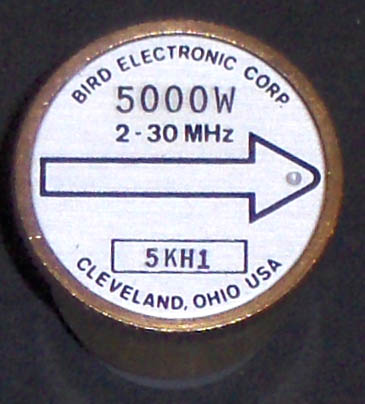 BIRD ELECTRONIC CORP.
5000W
2-30 MHz
5KH1
CLEVELAND, OHIO USA